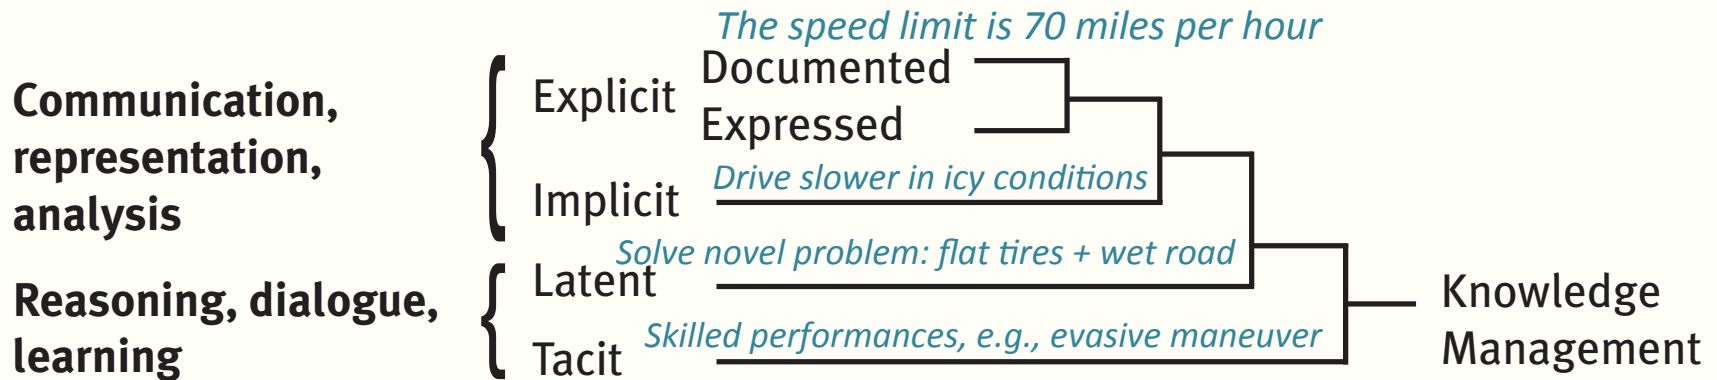 The speed limit is 70 miles per hour
Communication,
representation,
analysis
Explicit
Documented
Expressed
Implicit
Drive slower in icy conditions
Reasoning, dialogue,
learning
Latent
Solve novel problem: flat tires + wet road
Tacit
Skilled performances, e.g., evasive maneuver
Knowledge
Management